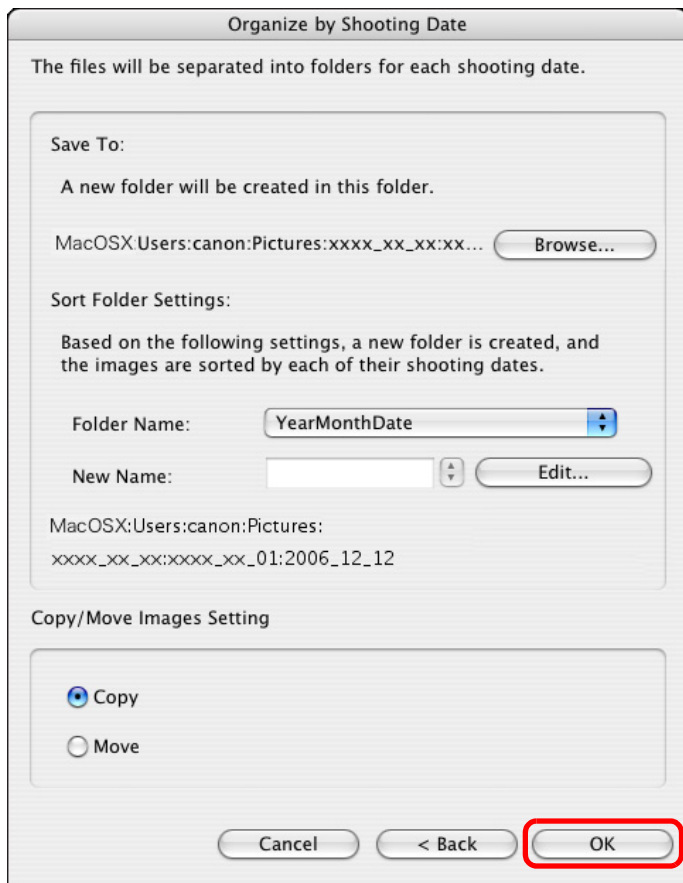 Organize by Shooting Date
The files will be separated into folders for each shooting date.
Save To:
A new folder will be created in this folder.
MacOSX:Users:canon:Pictures:xxxx_xx_xx:xx... Browse...
Sort Folder Settings:
Based on the following settings, a new folder is created, and
the images are sorted by each of their shooting dates.
Folder Name: YearMonthDate
New Name: Edit...
MacOSX:Users:canon:Pictures:
xxxx_xx_xx:xxxx_xx_01:2006_12_12
Copy/Move Images Setting
Copy
Move
Cancel < Back OK